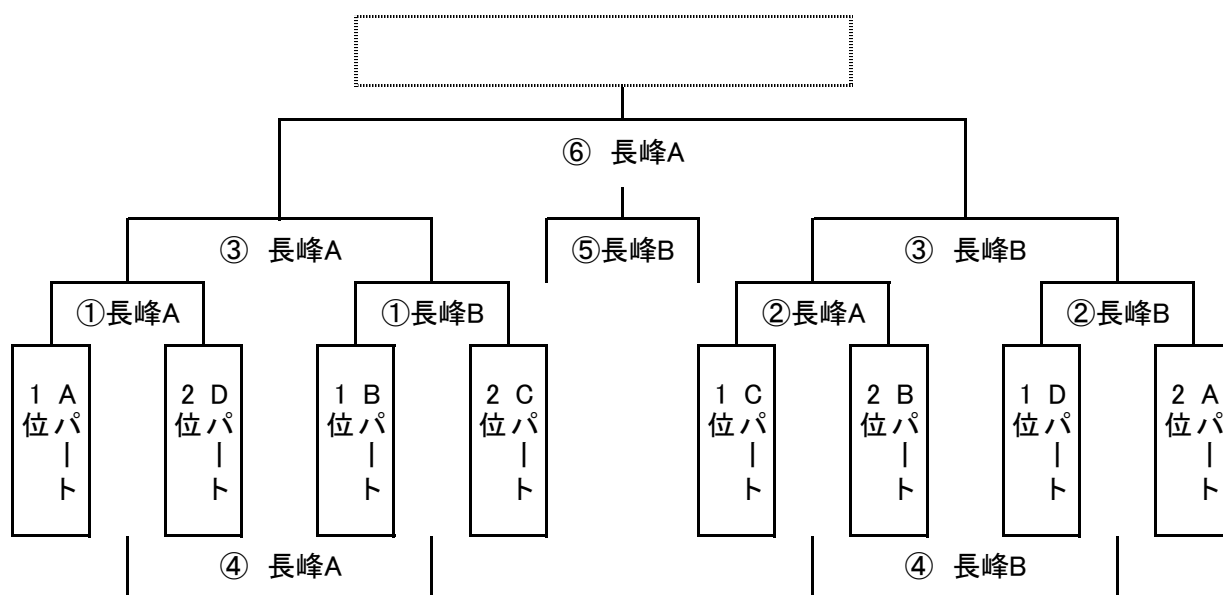 ⑥ 長峰A
③ 長峰A
⑤長峰B
③ 長峰B
①長峰A
①長峰B
②長峰A
②長峰B
Aパート
1位
Dパート
2位
Bパート
1位
Cパート
2位
Cパート
1位
Bパート
2位
Dパート
1位
Aパート
2位
④ 長峰A
④ 長峰B